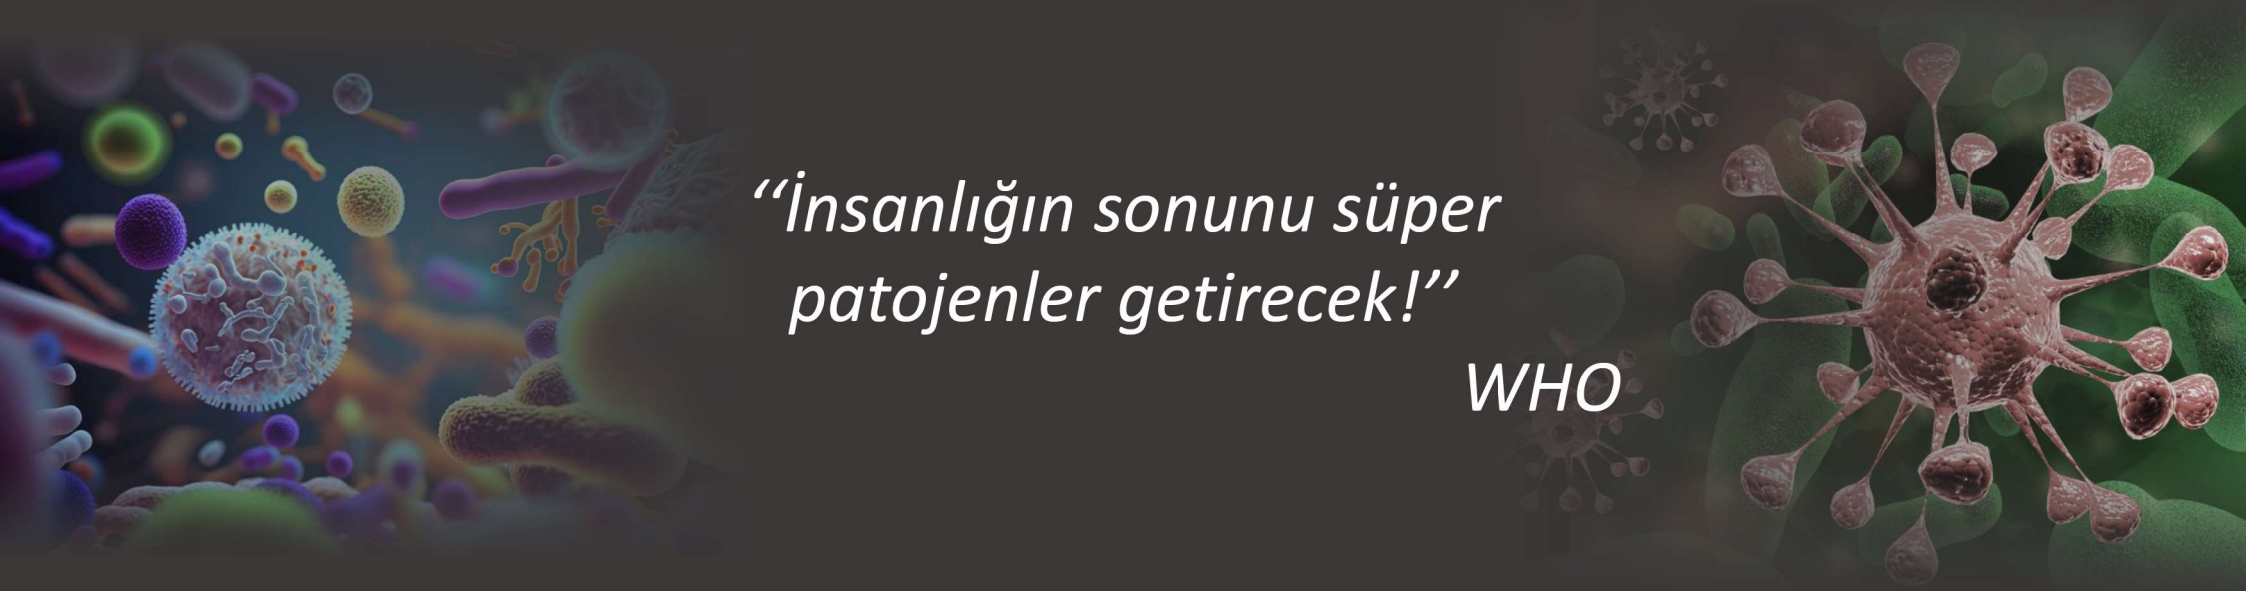 ‘‘İnsanlığın sonunu süper
patojenler getirecek!’’
WHO